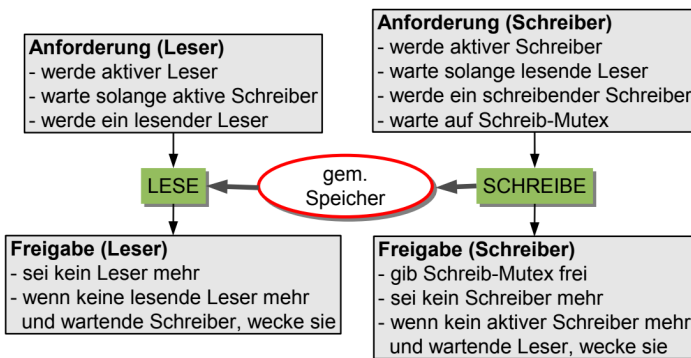 Anforderung (Leser)
- werde aktiver Leser
- warte solange aktive Schreiber
- werde ein lesender Leser
Anforderung (Schreiber)
- werde aktiver Schreiber
- warte solange lesende Leser
- werde ein schreibender Schreiber
- warte auf Schreib-Mutex
LESE
gem.
Speicher
SCHREIBE
Freigabe (Leser)
- sei kein Leser mehr
- wenn keine lesende Leser mehr
und wartende Schreiber, wecke sie
Freigabe (Schreiber)
- gib Schreib-Mutex frei
- sei kein Schreiber mehr
- wenn kein aktiver Schreiber mehr
und wartende Leser, wecke sie